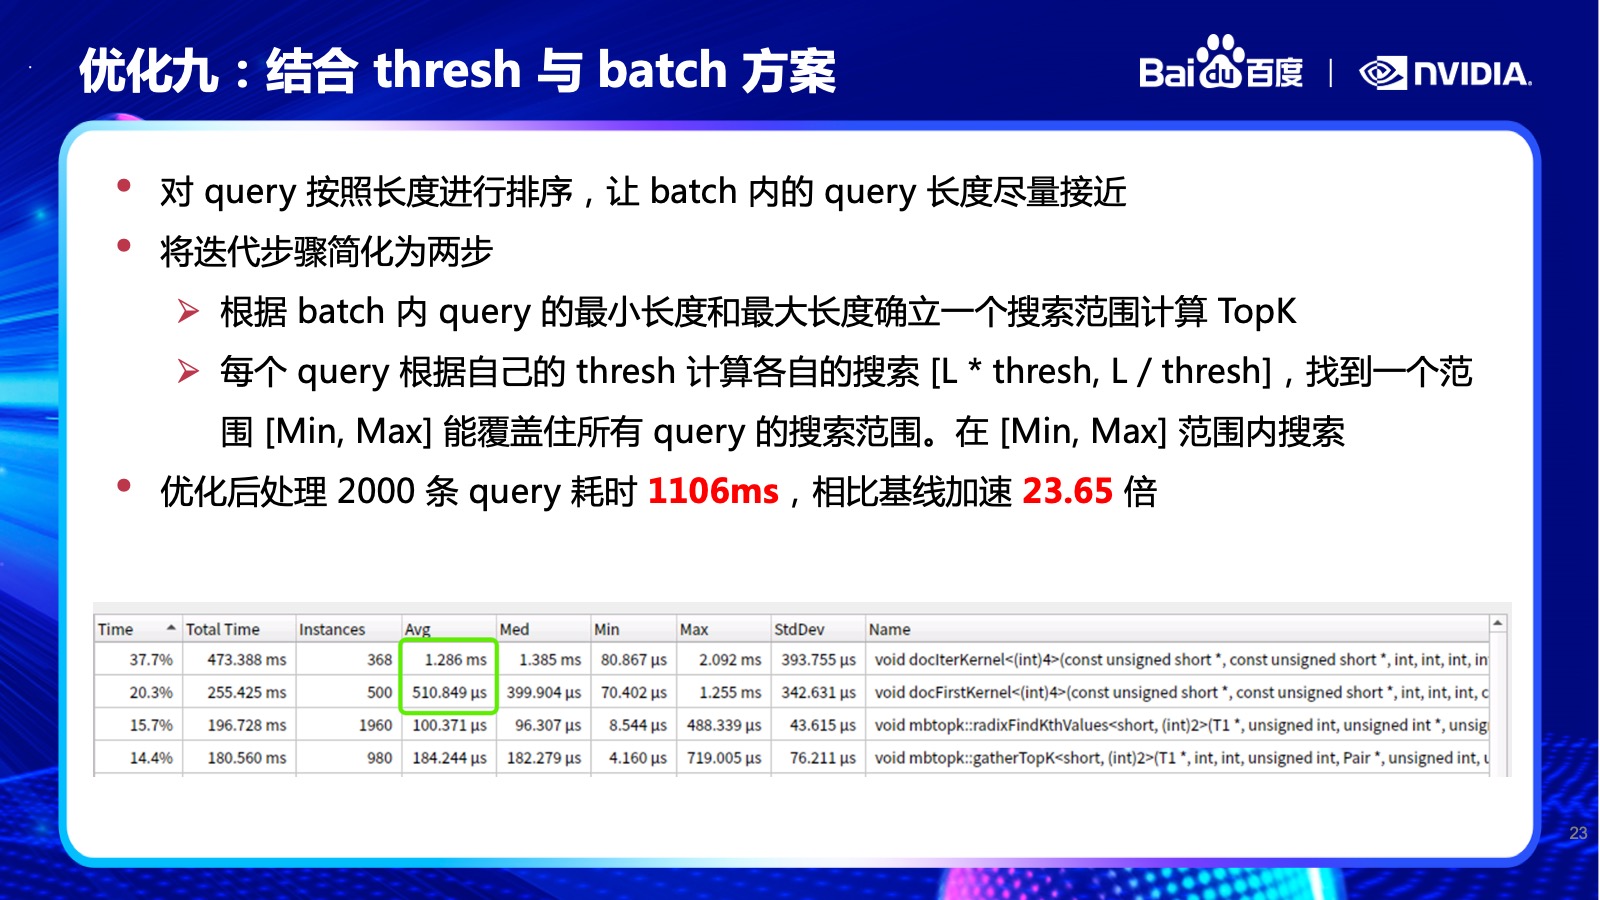 优化九：结合 thresh 与 batch 方案
Baidu百度 | NVIDIA.
• 对 query 按照长度进行排序，让 batch 内的 query 长度尽量接近
• 将迭代步骤简化为两步
➢ 根据 batch 内 query 的最小长度和最大长度确立一个搜索范围计算 TopK
➢ 每个 query 根据自己的 thresh 计算各自的搜索 [L * thresh, L / thresh]，找到一个范
围 [Min, Max] 能覆盖住所有 query 的搜索范围。在 [Min, Max] 范围内搜索
• 优化后处理 2000 条 query 耗时 1106ms，相比基线加速 23.65 倍
Time Total Time Instances Avg Med Min Max StdDev Name
37.7% 473.388 ms 368 1.286 ms 1.385 ms 80.867 μs 2.092 ms 393.755 μs void docIterKernel<(int)4>(const unsigned short *, const unsigned short *, int, int, int, in
20.3% 255.425 ms 500 510.849 μs 399.904 μs 70.402 μs 1.255 ms 342.631 μs void docFirstKernel<(int)4>(const unsigned short *, const unsigned short *, int, int, int, c
15.7% 196.728 ms 1960 100.371 μs 96.307 μs 8.544 μs 488.339 μs 43.615 μs void mbtopk::radixFindKthValues<short, (int)2>(T1 *, unsigned int, unsigned int *, unsig
14.4% 180.560 ms 980 184.244 μs 182.279 μs 4.160 μs 719.005 μs 76.211 μs void mbtopk::gatherTopK<short, (int)2>(T1 *, int, int, unsigned int, Pair *, unsigned int, u
23